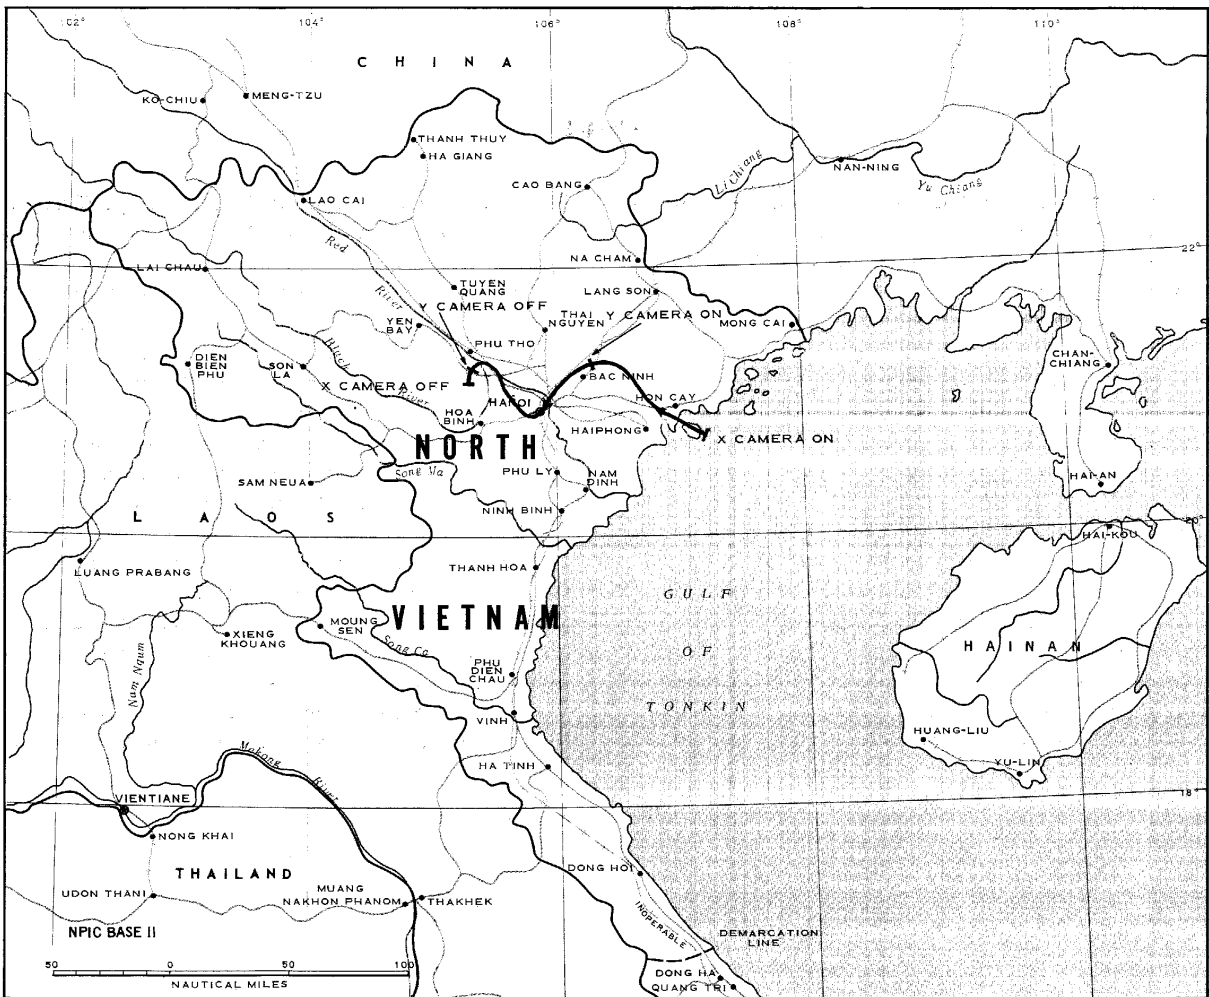 102°
104°
106°
108°
110°
CHINA
KO-CHIU
MENG-TZU
THANH THUY
HA GIANG
CAO BANG
Li Chiang
NAN-NING
Yu Chiang
LAO CAI
Red
River
NA CHAM
22°
LAI CHAU
TUYEN
QUANG
LANG SON
Y CAMERA OFF
THAI
NGUYEN
Y CAMERA ON
MONG CAI
YEN
BAY
PHU THO
Black
River
DIEN
BIEN
PHU
SON
LA
X CAMERA OFF
BAC NINH
CHAN-
CHIANG
HANOI
HON CAY
HOA
BINH
HAIPHONG
X CAMERA ON
NORTH
Song Ma
PHU LY
NAM
DINH
SAM NEUA
HAI-AN
NINH BINH
LAOS
20°
HAI-KOU
LUANG PRABANG
THANH HOA
GULF
OF
TONKIN
VIETNAM
MOUNG
SEN
Song Ca
XIENG
KHOUANG
HAINAN
Nam Ngum
PHU
DIEN
CHAU
VINH
HUANG-LIU
Mekong
River
HA TINH
YU-LIN
VIENTIANE
18°
NONG KHAI
THAILAND
DONG HOI
UDON THANI
MUANG
NAKHON PHANOM
THAKHEK
INOPERABLE
NPIC BASE II
DEMARCATION
LINE
50 0 50 100
NAUTICAL MILES
DONG HA
QUANG TRI